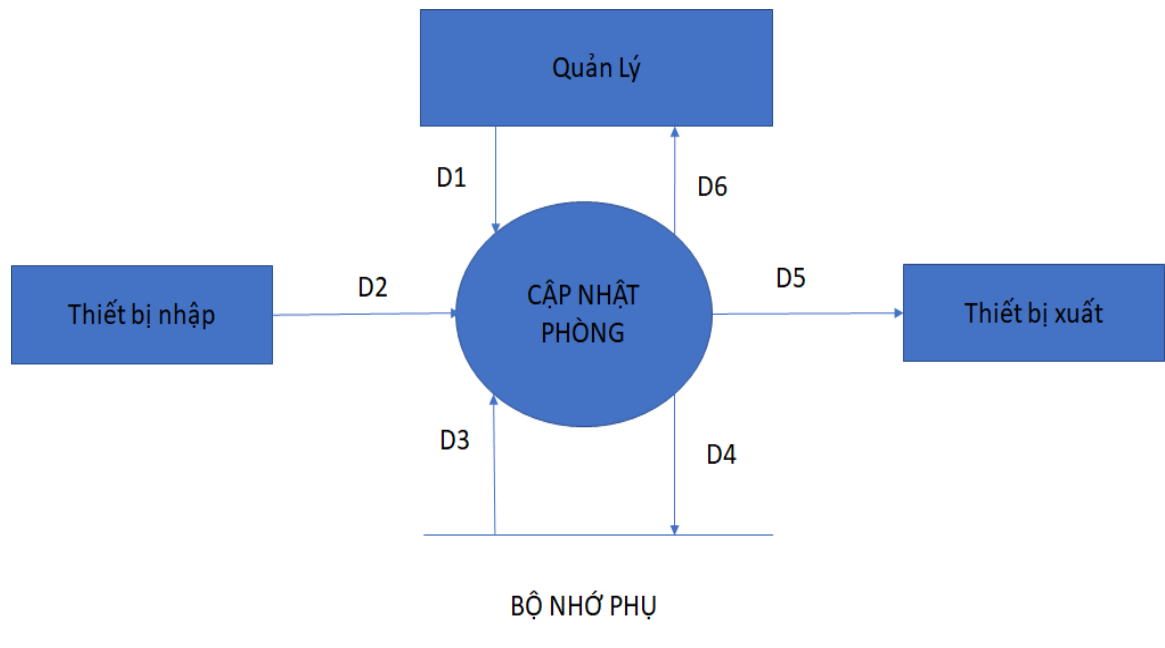 Quản Lý
D1
D6
Thiết bị nhập
D2
CẬP NHẬT
PHÒNG
D5
Thiết bị xuất
D3
D4
BỘ NHỚ PHỤ